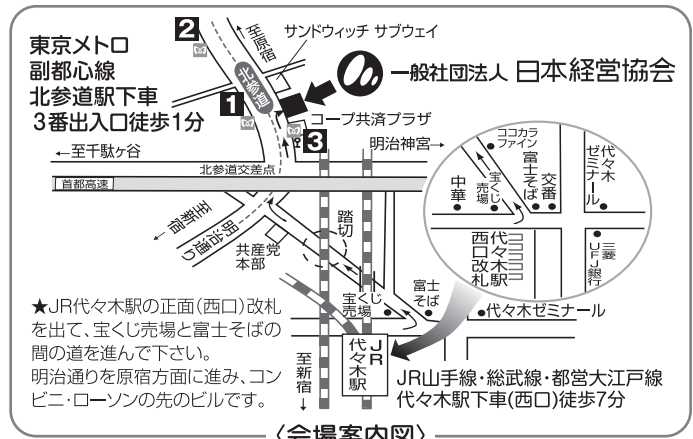 東京メトロ
副都心線
北参道駅下車
3番出入口徒歩1分
2
至原宿
サンドウィッチ サブウェイ
北参道
1
一般社団法人 日本経営協会
コープ共済プラザ
3
明治神宮→
←至千駄ヶ谷
北参道交差点
首都高速
至新宿
明治通り
共産党
本部
踏切
ココカラ
ファイン
中華
宝くじ
売場
富士そば
交番
代々木
ゼミナール
代々木駅
西口改札
三菱
UFJ銀行
宝くじ
売場
富士
そば
代々木ゼミナール
★JR代々木駅の正面(西口)改札
を出て、宝くじ売場と富士そばの
間の道を進んで下さい。
明治通りを原宿方面に進み、コン
ビニ・ローソンの先のビルです。
至新宿
JR
代々木駅
JR山手線・総武線・都営大江戸線
代々木駅下車(西口)徒歩7分
〈会場案内図〉